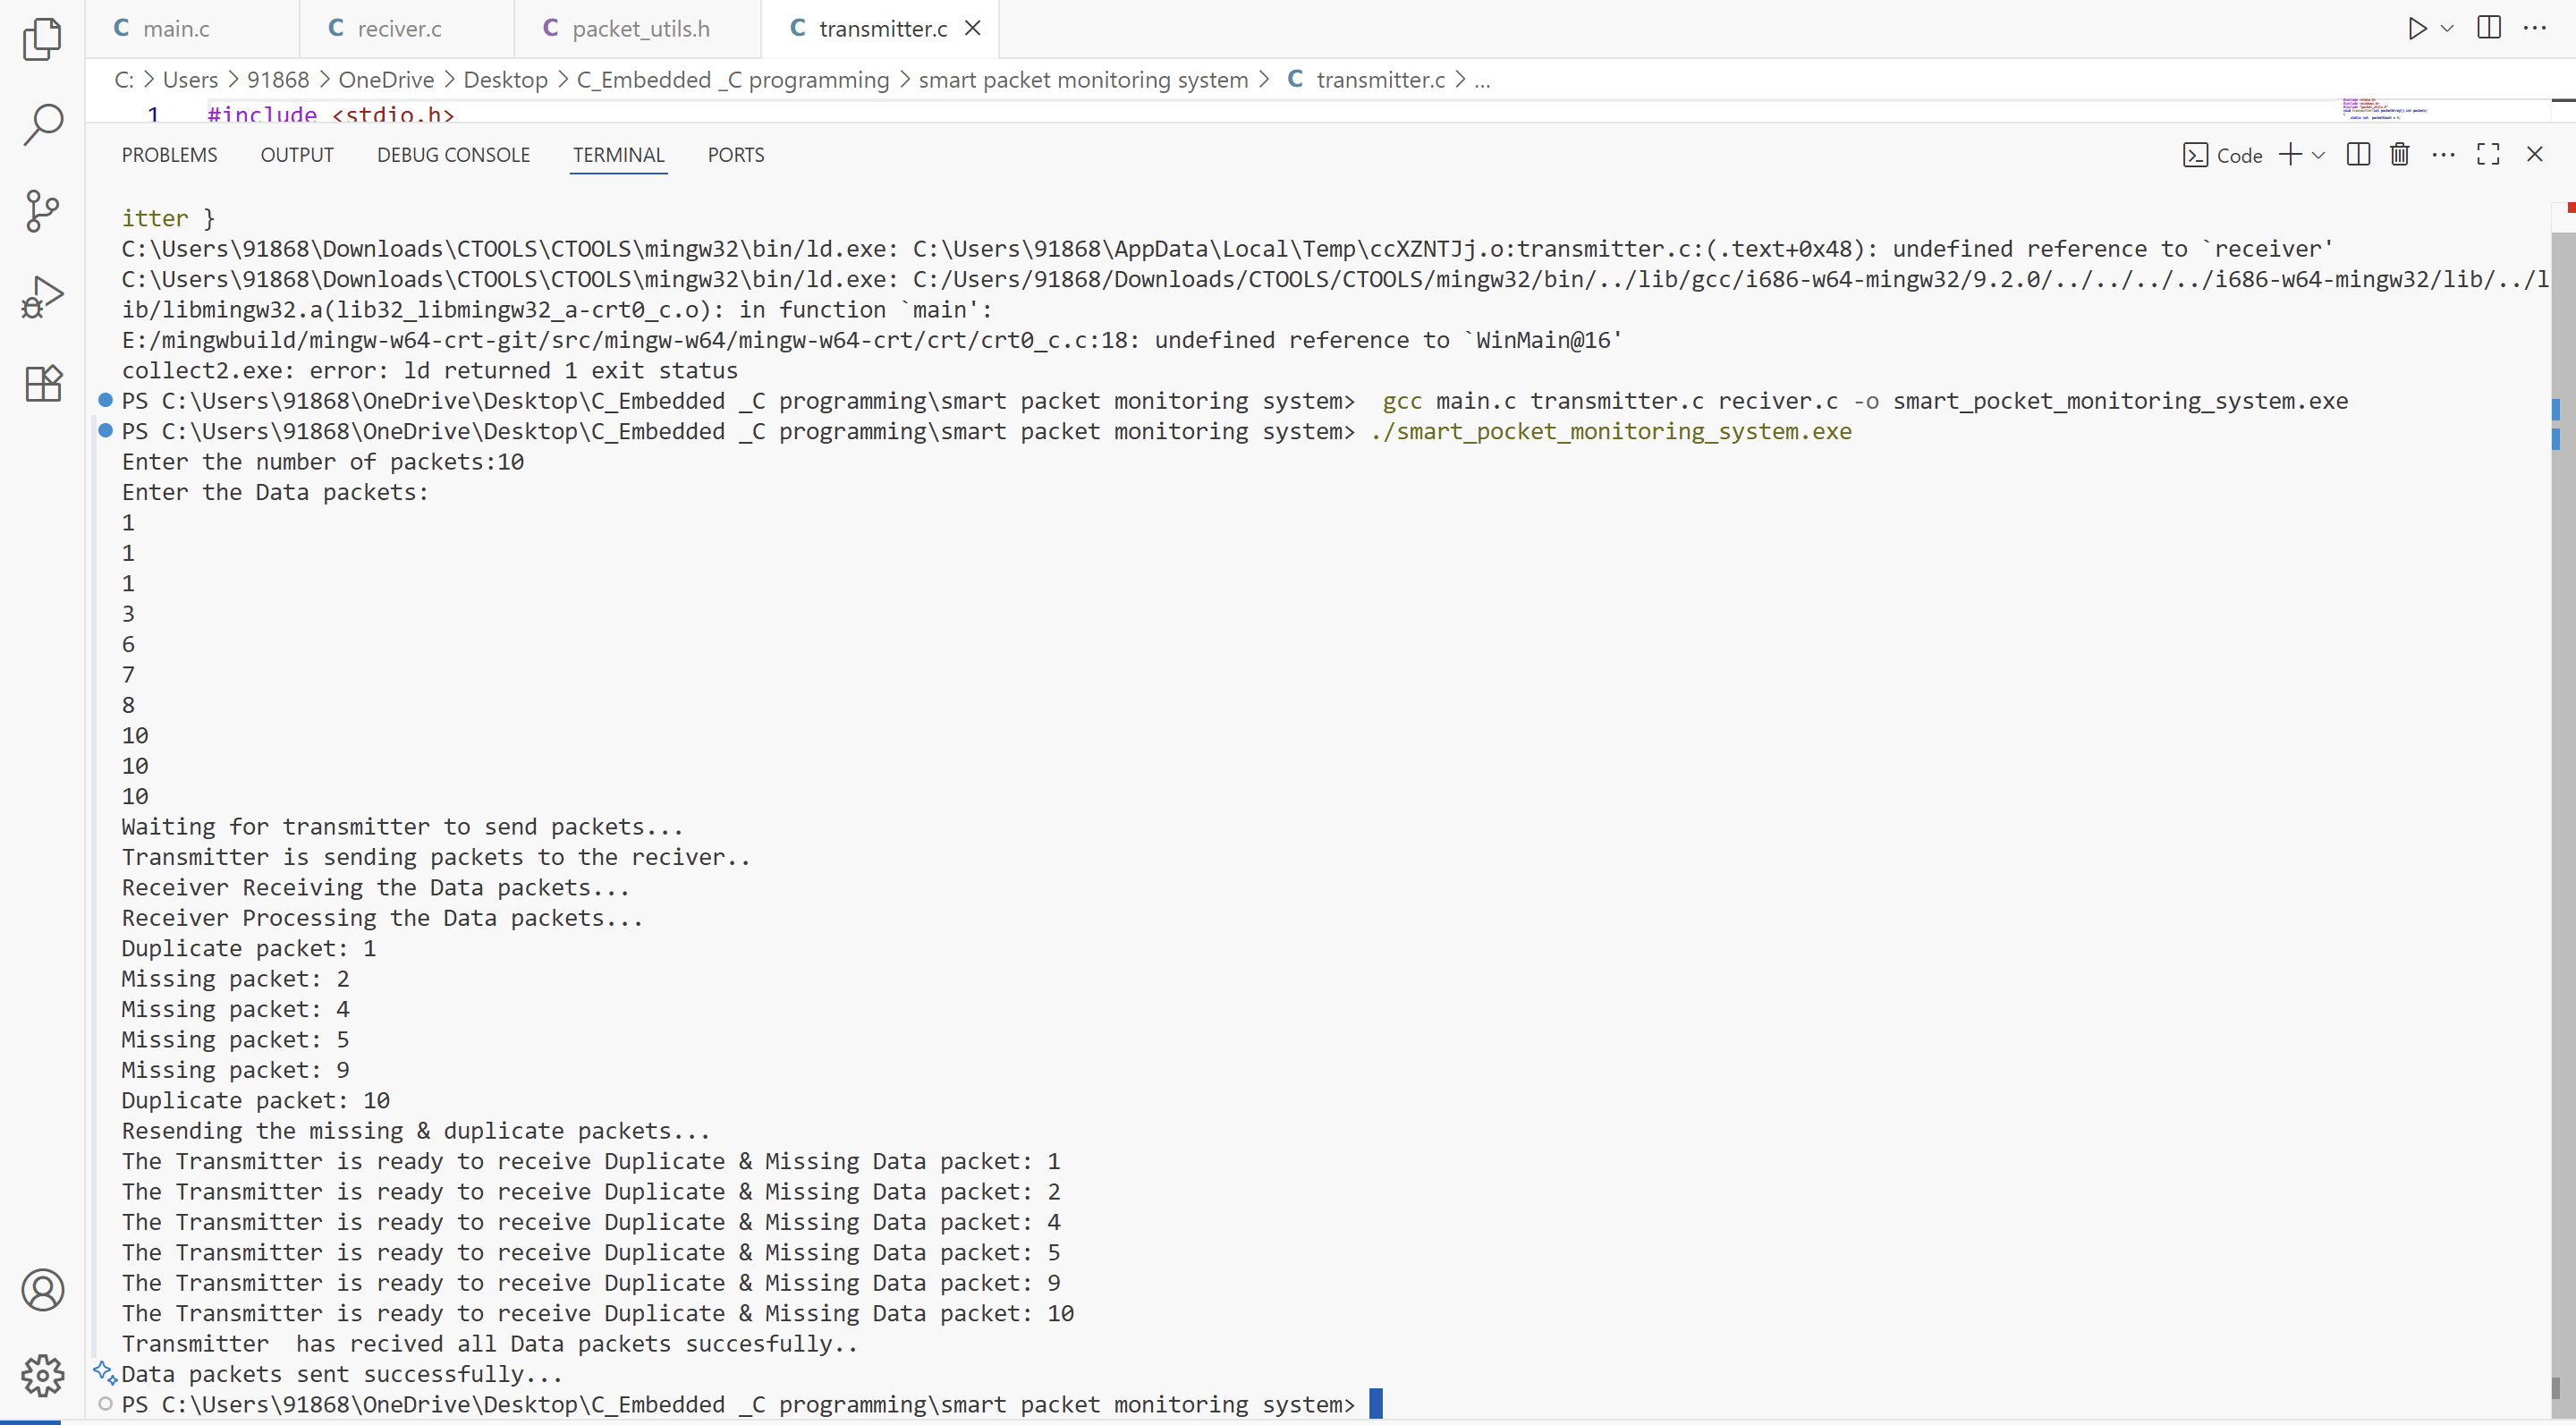 C main.c
C reciver.c
C packet_utils.h
C transmitter.c
C: > Users > 91868 > OneDrive > Desktop > C_Embedded _C programming > smart packet monitoring system > C transmitter.c > ...
1 #include <stdio.h>
PROBLEMS OUTPUT DEBUG CONSOLE TERMINAL PORTS
Code
itter }
C:\Users\91868\Downloads\CTOOLS\CTOOLS\mingw32\bin/ld.exe: C:\Users\91868\AppData\Local\Temp\ccXZNTJj.o:transmitter.c:(.text+0x48): undefined reference to `receiver'
C:\Users\91868\Downloads\CTOOLS\CTOOLS\mingw32\bin/ld.exe: C:/Users/91868/Downloads/CTOOLS/CTOOLS/mingw32/bin/../lib/gcc/i686-w64-mingw32/9.2.0/../../../../i686-w64-mingw32/lib/../l
ib/libmingw32.a(lib32_libmingw32_a-crt0_c.o): in function `main':
E:/mingwbuild/mingw-w64-crt-git/src/mingw-w64/mingw-w64-crt/crt/crt0_c.c:18: undefined reference to `WinMain@16'
collect2.exe: error: ld returned 1 exit status
PS C:\Users\91868\OneDrive\Desktop\C_Embedded _C programming\smart packet monitoring system>  gcc main.c transmitter.c reciver.c -o smart_pocket_monitoring_system.exe
PS C:\Users\91868\OneDrive\Desktop\C_Embedded _C programming\smart packet monitoring system> ./smart_pocket_monitoring_system.exe
Enter the number of packets:10
Enter the Data packets:
1
1
1
3
6
7
8
10
10
10
Waiting for transmitter to send packets...
Transmitter is sending packets to the reciver..
Receiver Receiving the Data packets...
Receiver Processing the Data packets...
Duplicate packet: 1
Missing packet: 2
Missing packet: 4
Missing packet: 5
Missing packet: 9
Duplicate packet: 10
Resending the missing & duplicate packets...
The Transmitter is ready to receive Duplicate & Missing Data packet: 1
The Transmitter is ready to receive Duplicate & Missing Data packet: 2
The Transmitter is ready to receive Duplicate & Missing Data packet: 4
The Transmitter is ready to receive Duplicate & Missing Data packet: 5
The Transmitter is ready to receive Duplicate & Missing Data packet: 9
The Transmitter is ready to receive Duplicate & Missing Data packet: 10
Transmitter  has recived all Data packets succesfully..
Data packets sent successfully...
PS C:\Users\91868\OneDrive\Desktop\C_Embedded _C programming\smart packet monitoring system>